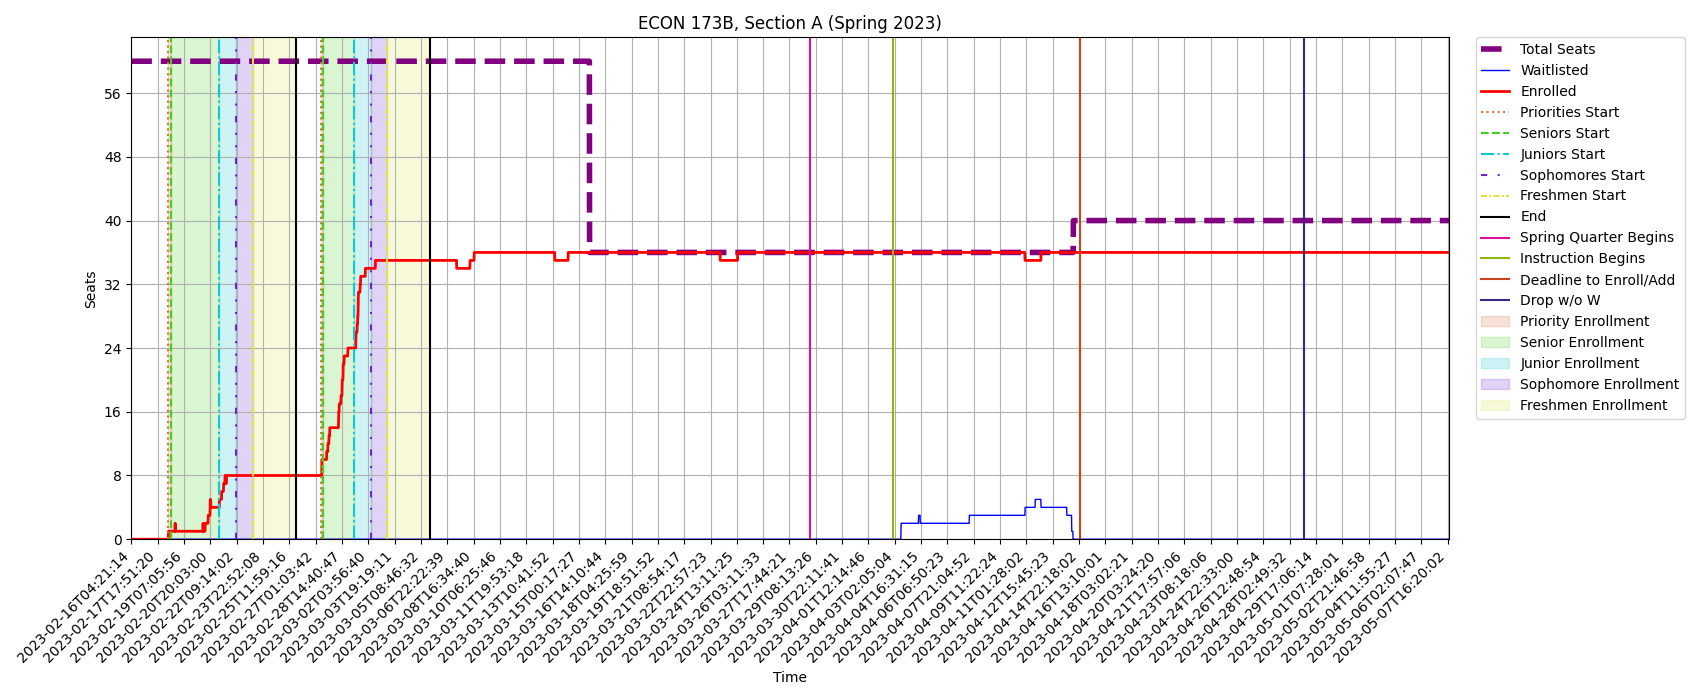 ECON 173B, Section A (Spring 2023)
Seats
56
48
40
32
24
16
8
0
2023-02-16T04:21:14
2023-02-17T17:51:20
2023-02-19T07:05:56
2023-02-20T20:03:00
2023-02-22T09:14:02
2023-02-23T22:52:08
2023-02-25T11:59:16
2023-02-27T01:03:42
2023-02-28T14:40:47
2023-03-02T03:56:40
2023-03-03T19:19:11
2023-03-05T08:46:32
2023-03-06T22:22:39
2023-03-08T16:34:40
2023-03-10T06:25:46
2023-03-11T19:53:18
2023-03-13T10:41:52
2023-03-15T00:17:27
2023-03-16T14:10:44
2023-03-18T04:25:59
2023-03-19T18:51:52
2023-03-21T08:54:17
2023-03-22T22:57:23
2023-03-24T13:11:25
2023-03-26T03:11:33
2023-03-27T17:44:21
2023-03-29T08:13:26
2023-03-30T22:11:41
2023-04-01T12:14:46
2023-04-03T02:05:04
2023-04-04T16:31:15
2023-04-06T06:50:23
2023-04-07T21:04:52
2023-04-09T11:22:24
2023-04-11T01:28:02
2023-04-12T15:45:23
2023-04-14T22:18:02
2023-04-16T13:10:01
2023-04-18T03:02:21
2023-04-20T03:24:20
2023-04-21T17:57:06
2023-04-23T08:18:06
2023-04-24T22:33:00
2023-04-26T12:48:54
2023-04-28T02:49:32
2023-04-29T17:06:14
2023-05-01T07:28:01
2023-05-02T21:46:58
2023-05-04T11:55:27
2023-05-06T02:07:47
2023-05-07T16:20:02
Time
Total Seats
Waitlisted
Enrolled
Priorities Start
Seniors Start
Juniors Start
Sophomores Start
Freshmen Start
End
Spring Quarter Begins
Instruction Begins
Deadline to Enroll/Add
Drop w/o W
Priority Enrollment
Senior Enrollment
Junior Enrollment
Sophomore Enrollment
Freshmen Enrollment